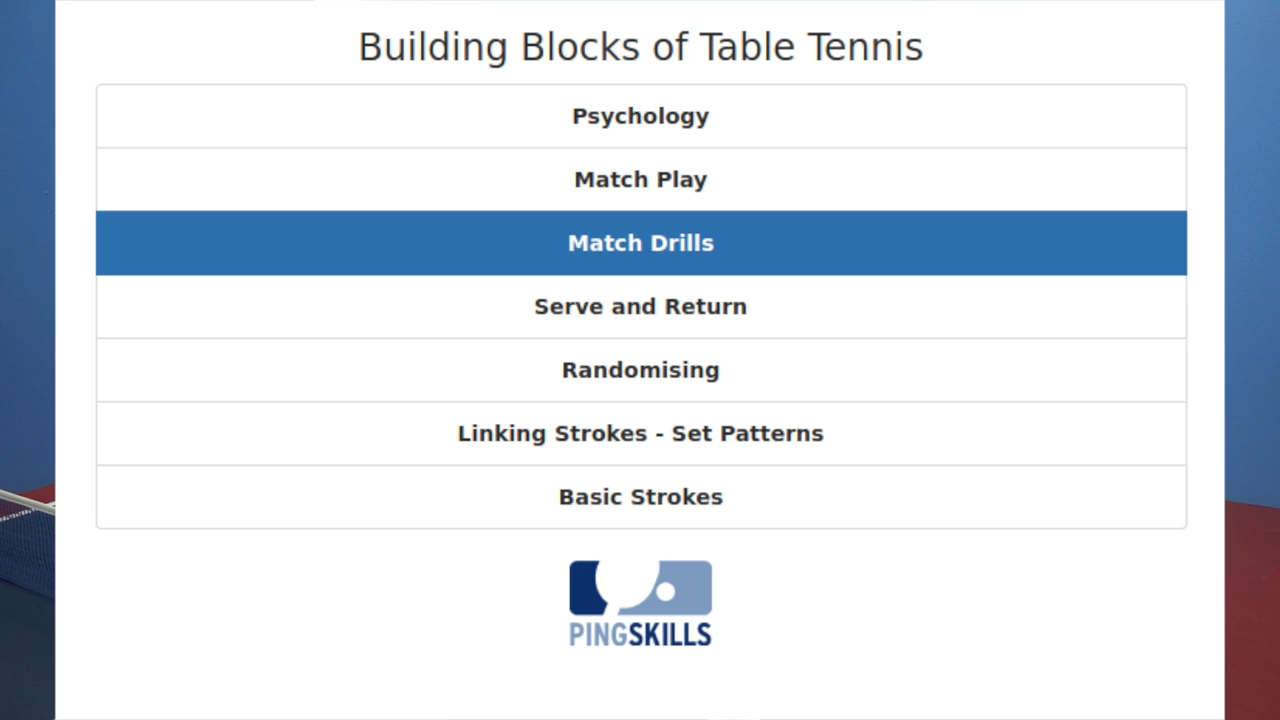 Building Blocks of Table Tennis
Psychology
Match Play
Match Drills
Serve and Return
Randomising
Linking Strokes - Set Patterns
Basic Strokes
PINGSKILLS